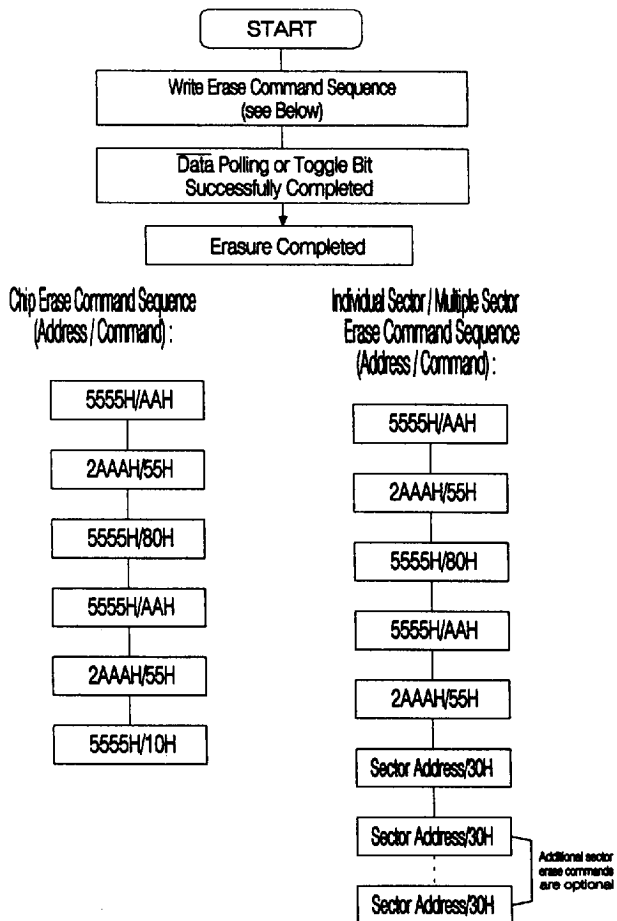 START
Write Erase Command Sequence
(see Below)
Data Polling or Toggle Bit
Successfully Completed
Erasure Completed
Chip Erase Command Sequence
(Address / Command) :
5555H/AAH
2AAAH/55H
5555H/80H
5555H/AAH
2AAAH/55H
5555H/10H
Individual Sector / Multiple Sector
Erase Command Sequence
(Address / Command) :
5555H/AAH
2AAAH/55H
5555H/80H
5555H/AAH
2AAAH/55H
Sector Address/30H
Sector Address/30H
Sector Address/30H
Additional sector
erase commands
are optional